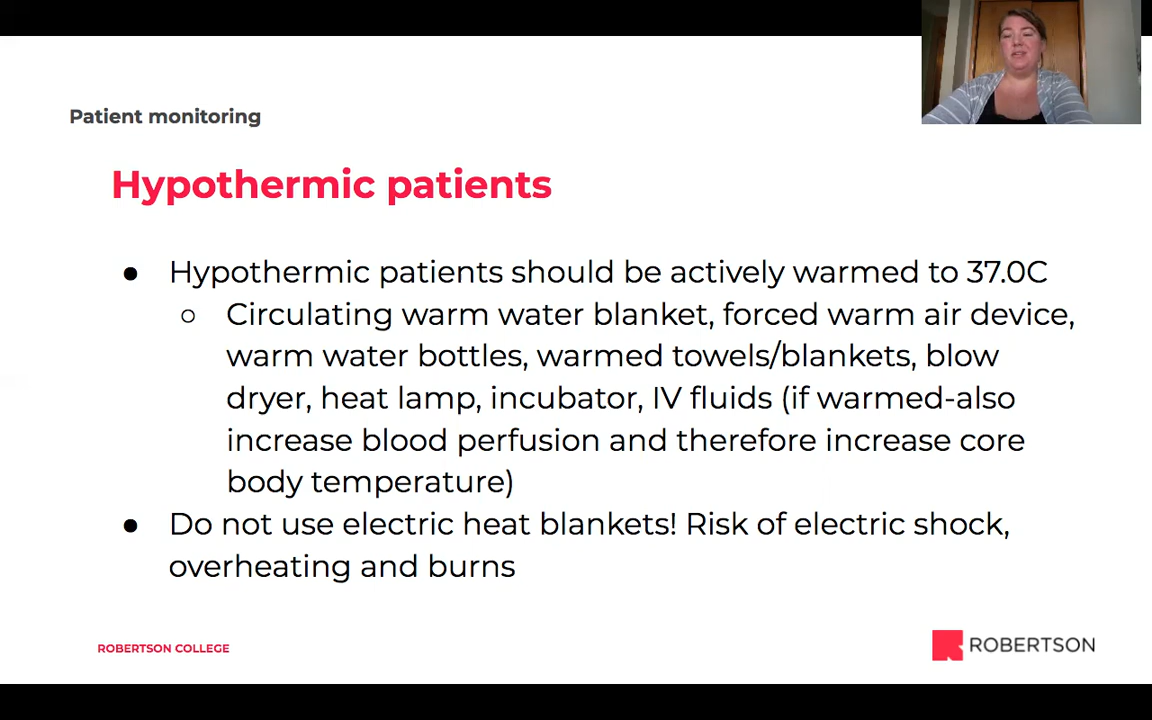 Patient monitoring
Hypothermic patients
● Hypothermic patients should be actively warmed to 37.0C
○ Circulating warm water blanket, forced warm air device,
warm water bottles, warmed towels/blankets, blow
dryer, heat lamp, incubator, IV fluids (if warmed-also
increase blood perfusion and therefore increase core
body temperature)
● Do not use electric heat blankets! Risk of electric shock,
overheating and burns
ROBERTSON COLLEGE
ROBERTSON